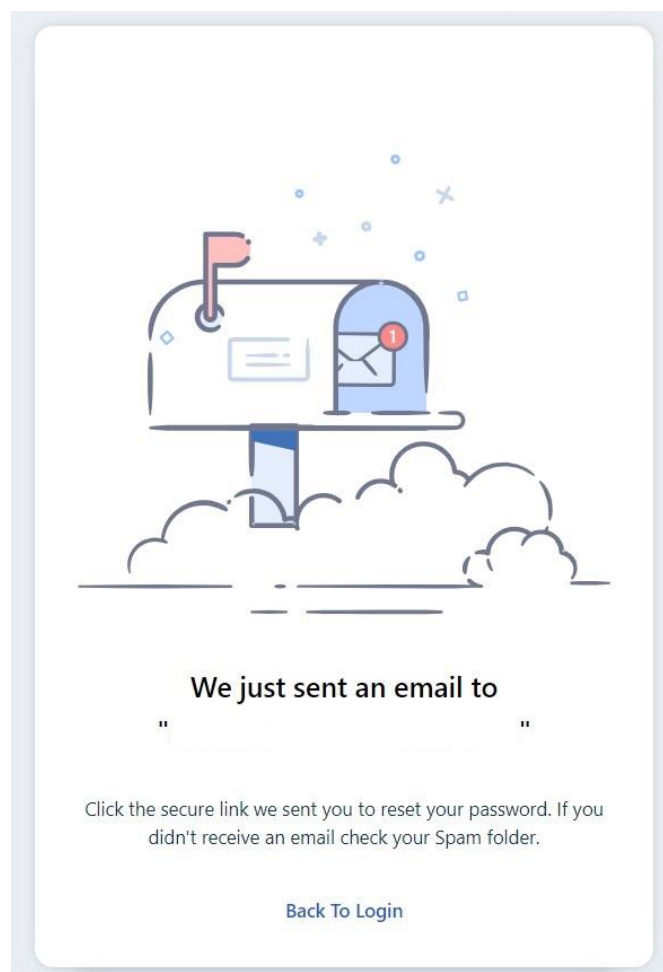 1
We just sent an email to
" "
Click the secure link we sent you to reset your password. If you
didn't receive an email check your Spam folder.
Back To Login